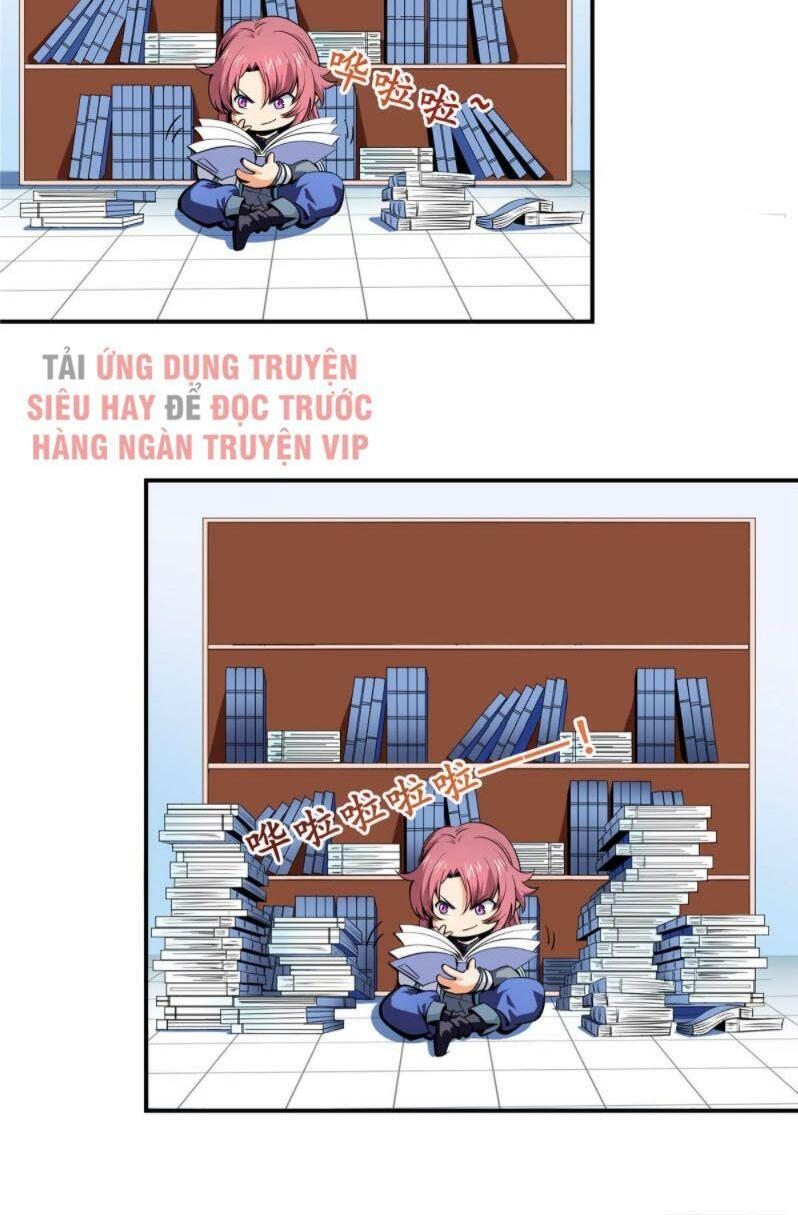 哗啦啦~
TẢI ỨNG DỤNG TRUYỆN
SIÊU HAY ĐỂ ĐỌC TRƯỚC
HÀNG NGÀN TRUYỆN VIP
哗啦啦啦啦——！